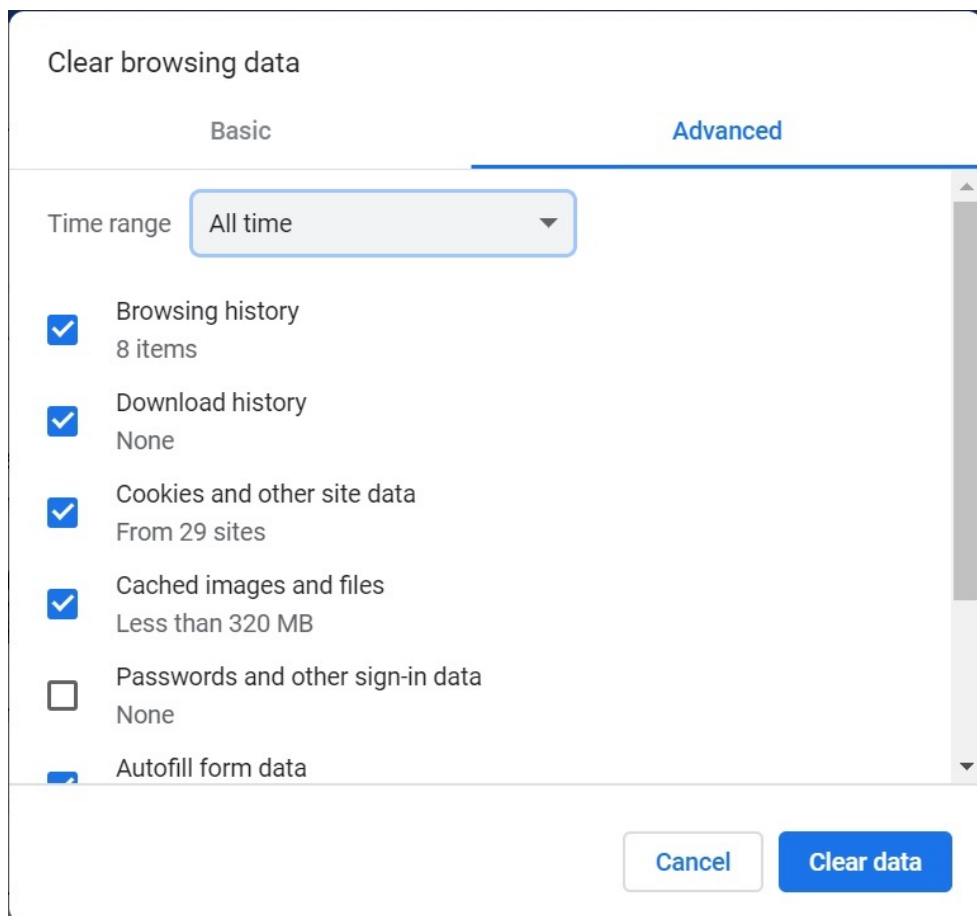 Clear browsing data
Basic
Advanced
Time range
All time
Browsing history
8 items
Download history
None
Cookies and other site data
From 29 sites
Cached images and files
Less than 320 MB
Passwords and other sign-in data
None
Autofill form data
Cancel
Clear data